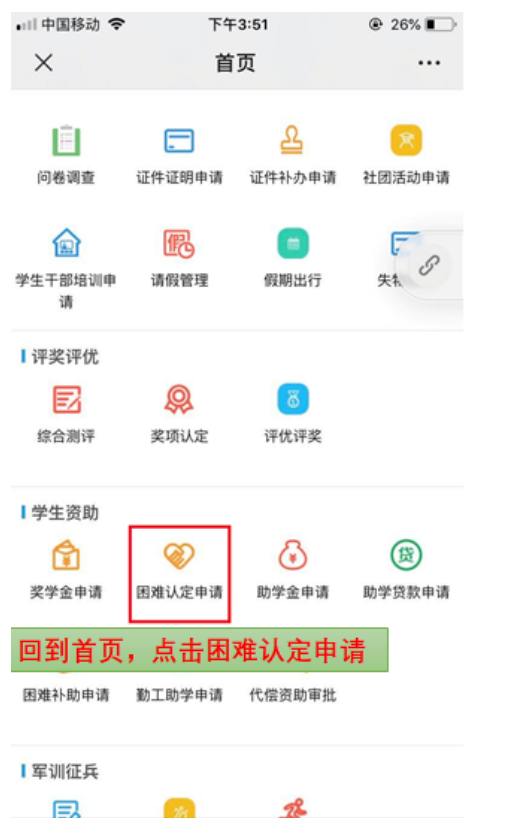 中国移动 下午3:51 26%
首页
问卷调查 证件证明申请 证件补办申请 社团活动申请
学生干部培训申 请假管理 假期出行 失物
请
评奖评优
综合测评 奖项认定 评优评奖
学生资助
奖学金申请 困难认定申请 助学金申请 助学贷款申请
回到首页，点击困难认定申请
困难补助申请 勤工助学申请 代偿资助审批
军训征兵